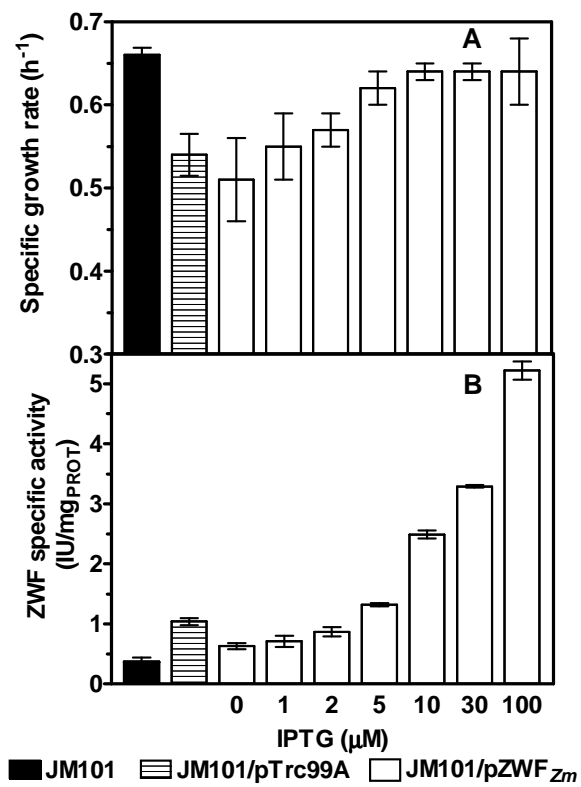 Specific growth rate (h⁻¹)
0.7
0.6
0.5
0.4
0.3
A
ZWF specific activity
(IU/mgPROT)
5
4
3
2
1
0
B
0 1 2 5 10 30 100
IPTG (μM)
JM101 JM101/pTrc99A JM101/pZWFZm